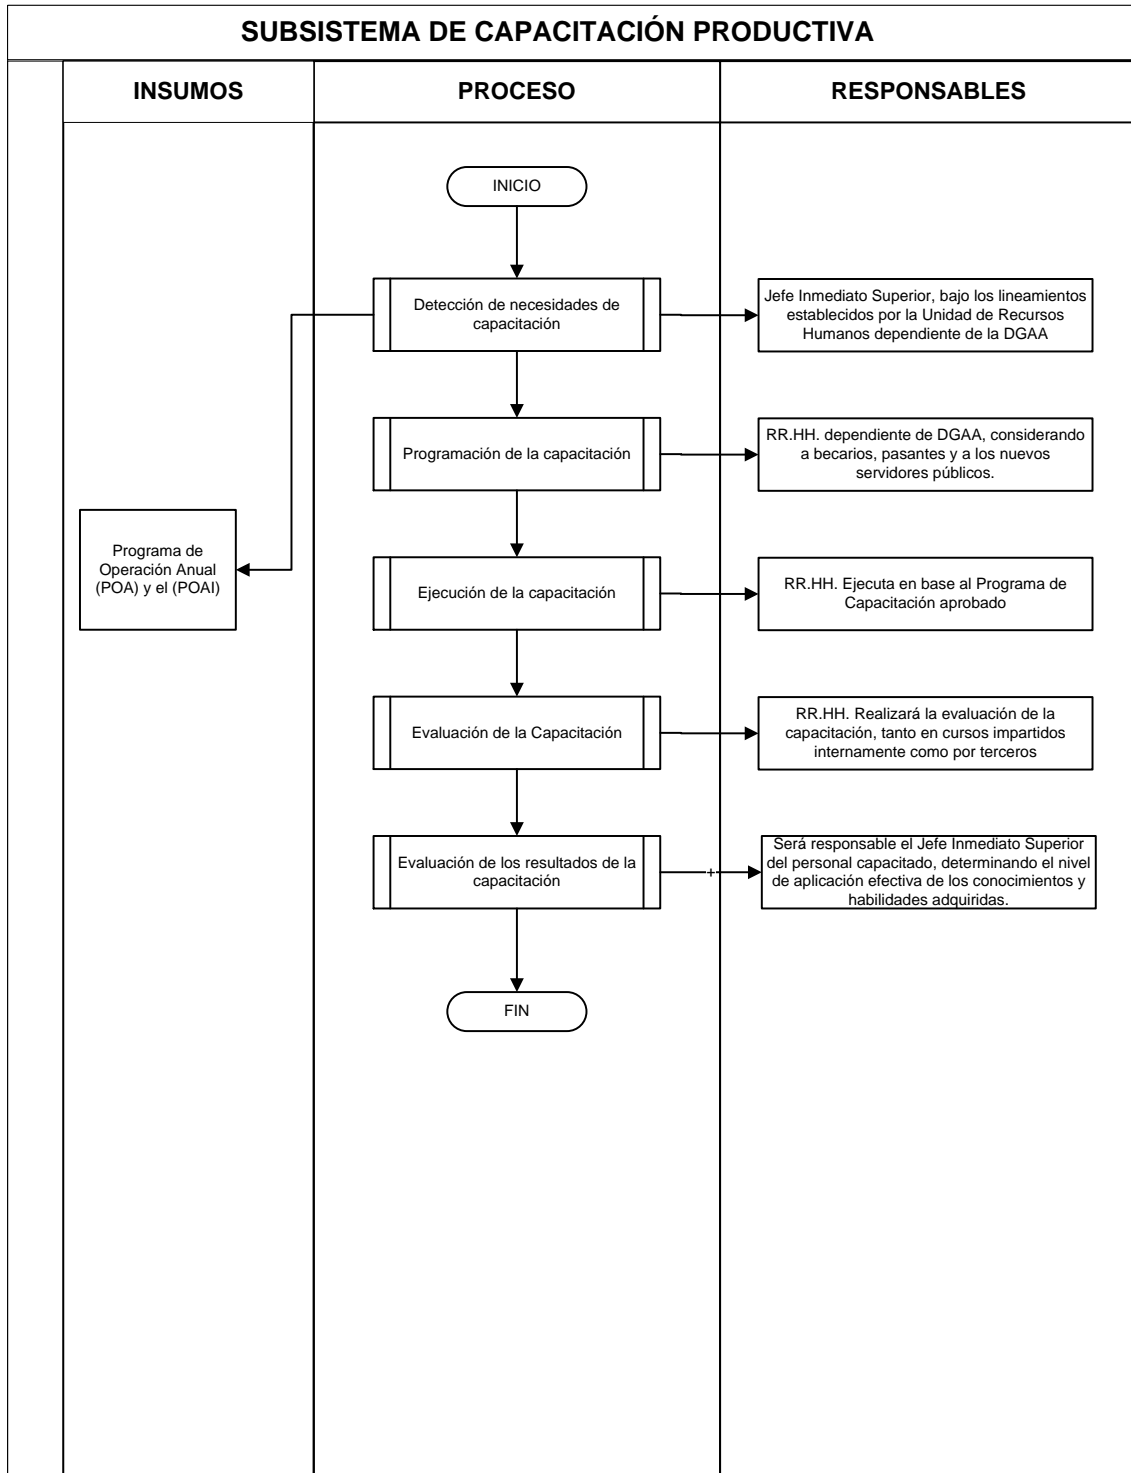 SUBSISTEMA DE CAPACITACIÓN PRODUCTIVA
INSUMOS
PROCESO
RESPONSABLES
INICIO
Detección de necesidades de
capacitación
Jefe Inmediato Superior, bajo los lineamientos
establecidos por la Unidad de Recursos
Humanos dependiente de la DGAA
Programación de la capacitación
RR.HH. dependiente de DGAA, considerando
a becarios, pasantes y a los nuevos
servidores públicos.
Programa de
Operación Anual
(POA) y el (POAI)
Ejecución de la capacitación
RR.HH. Ejecuta en base al Programa de
Capacitación aprobado
Evaluación de la Capacitación
RR.HH. Realizará la evaluación de la
capacitación, tanto en cursos impartidos
internamente como por terceros
Evaluación de los resultados de la
capacitación
Será responsable el Jefe Inmediato Superior
del personal capacitado, determinando el nivel
de aplicación efectiva de los conocimientos y
habilidades adquiridas.
FIN